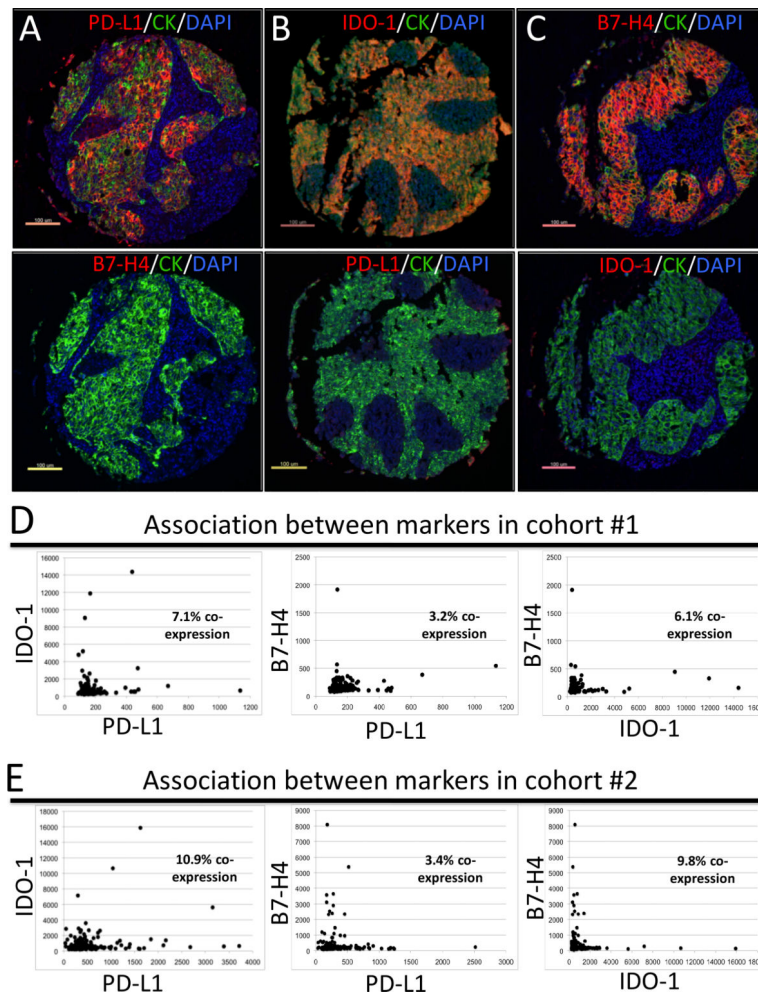 A PD-L1/CK/DAPI
B IDO-1/CK/DAPI
C B7-H4/CK/DAPI
100 um
100 um
100 um
B7-H4/CK/DAPI
PD-L1/CK/DAPI
IDO-1/CK/DAPI
100 um
100 um
100 um
D Association between markers in cohort #1
IDO-1
16000
14000
12000
10000
8000
6000
4000
2000
0
0 200 400 600 800 1000 1200
7.1% co-
expression
PD-L1
B7-H4
2500
2000
1500
1000
500
0
0 200 400 600 800 1000 1200
3.2% co-
expression
PD-L1
B7-H4
2500
2000
1500
1000
500
0
0 2000 4000 6000 8000 10000 12000 14000 16000
6.1% co-
expression
IDO-1
E Association between markers in cohort #2
IDO-1
18000
16000
14000
12000
10000
8000
6000
4000
2000
0
0 500 1000 1500 2000 2500 3000 3500 4000
10.9% co-
expression
PD-L1
B7-H4
9000
8000
7000
6000
5000
4000
3000
2000
1000
0
0 500 1000 1500 2000 2500 3000
3.4% co-
expression
PD-L1
B7-H4
9000
8000
7000
6000
5000
4000
3000
2000
1000
0
0 2000 4000 6000 8000 10000 12000 14000 16000
9.8% co-
expression
IDO-1